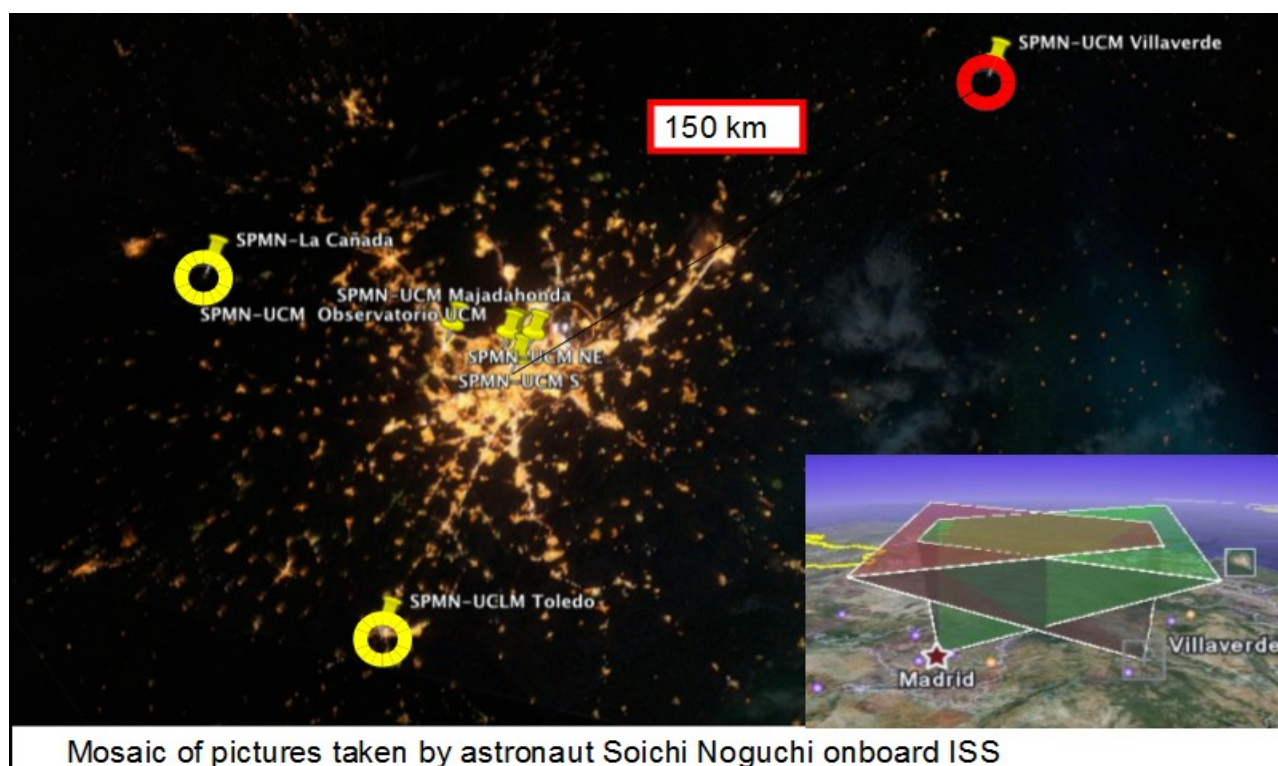 SPMN-UCM Villaverde
150 km
SPMN-La Cañada
SPMN-UCM Majadahonda
SPMN-UCM Observatorio UCM
SPMN-UCM NE
SPMN-UCM S
SPMN-UCLM Toledo
Villaverde
Madrid
Mosaic of pictures taken by astronaut Soichi Noguchi onboard ISS